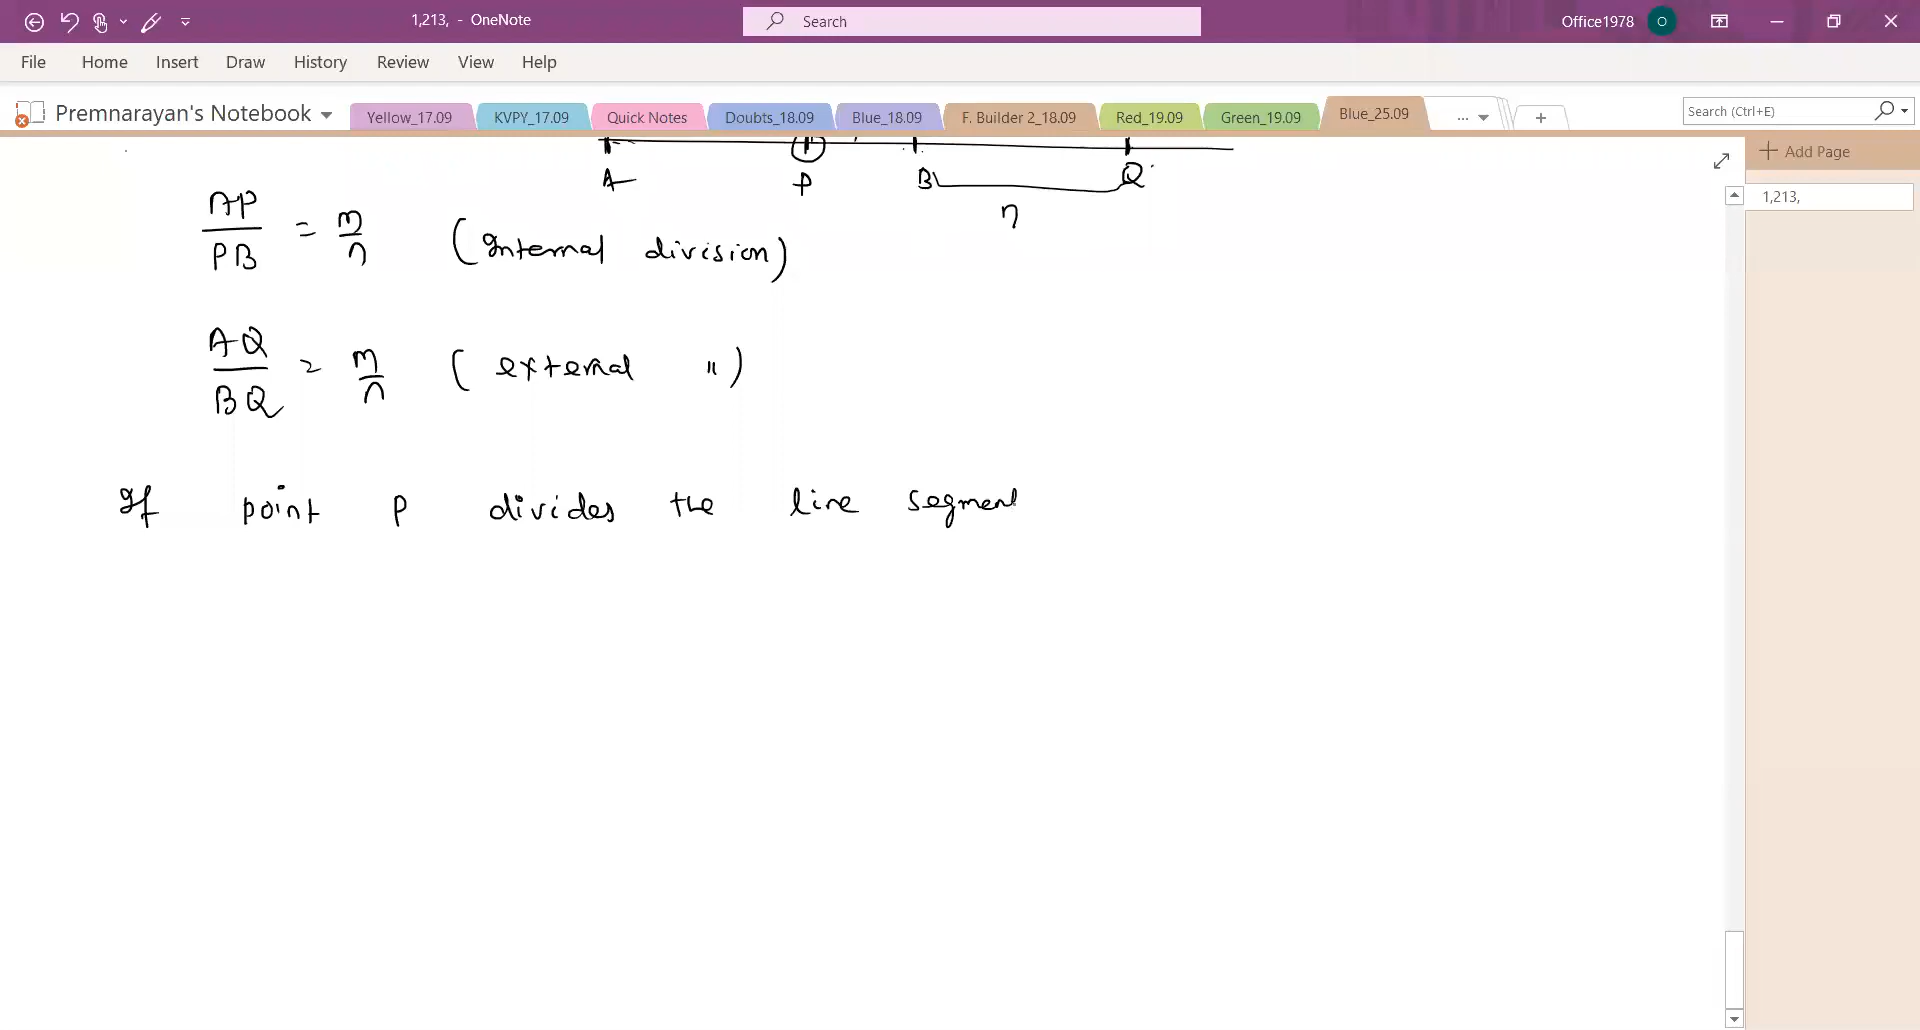 1,213, - OneNote
Search
Office1978
O
File Home Insert Draw History Review View Help
Premnarayan's Notebook
Yellow_17.09 KVPY_17.09 Quick Notes Doubts_18.09 Blue_18.09 F. Builder 2_18.09 Red_19.09 Green_19.09 Blue_25.09 ... +
Search (Ctrl+E)
+ Add Page
1,213,
A P B Q
n
AP/PB = m/n (Internal division)
AQ/BQ = m/n (external ")
If point P divides the line segment